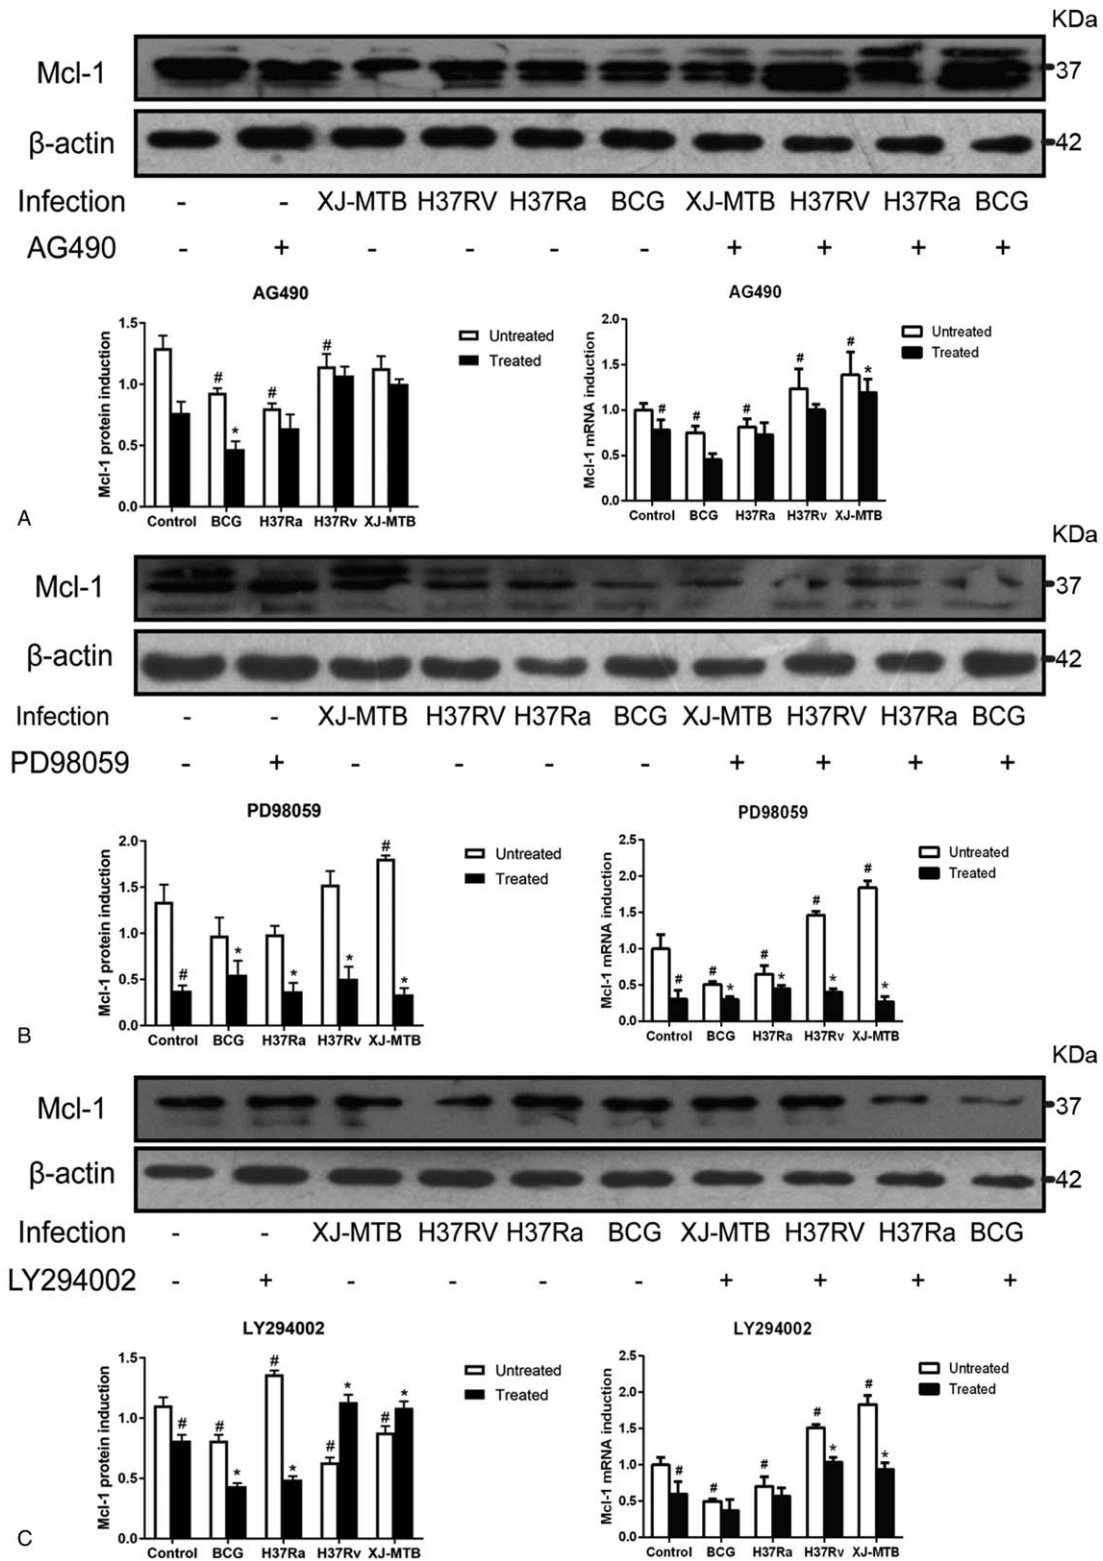 KDa
Mcl-1
37
β-actin
42
Infection - - XJ-MTB H37RV H37Ra BCG XJ-MTB H37RV H37Ra BCG
AG490 - + - - - - + + + +
AG490
Mcl-1 protein induction
1.5
1.0
0.5
0.0
# # # *
Untreated
Treated
Control BCG H37Ra H37Rv XJ-MTB
AG490
Mcl-1 mRNA induction
2.0
1.5
1.0
0.5
0.0
# # # # # *
Untreated
Treated
Control BCG H37Ra H37Rv XJ-MTB
A
KDa
Mcl-1
37
β-actin
42
Infection - - XJ-MTB H37RV H37Ra BCG XJ-MTB H37RV H37Ra BCG
PD98059 - + - - - - + + + +
PD98059
Mcl-1 protein induction
2.0
1.5
1.0
0.5
0.0
# * * * # *
Untreated
Treated
Control BCG H37Ra H37Rv XJ-MTB
PD98059
Mcl-1 mRNA induction
2.5
2.0
1.5
1.0
0.5
0.0
# # * # * # * # *
Untreated
Treated
Control BCG H37Ra H37Rv XJ-MTB
B
KDa
Mcl-1
37
β-actin
42
Infection - - XJ-MTB H37RV H37Ra BCG XJ-MTB H37RV H37Ra BCG
LY294002 - + - - - - + + + +
LY294002
Mcl-1 protein induction
1.5
1.0
0.5
0.0
# # * # * # * # *
Untreated
Treated
Control BCG H37Ra H37Rv XJ-MTB
LY294002
Mcl-1 mRNA induction
2.5
2.0
1.5
1.0
0.5
0.0
# # # # * # *
Untreated
Treated
Control BCG H37Ra H37Rv XJ-MTB
C